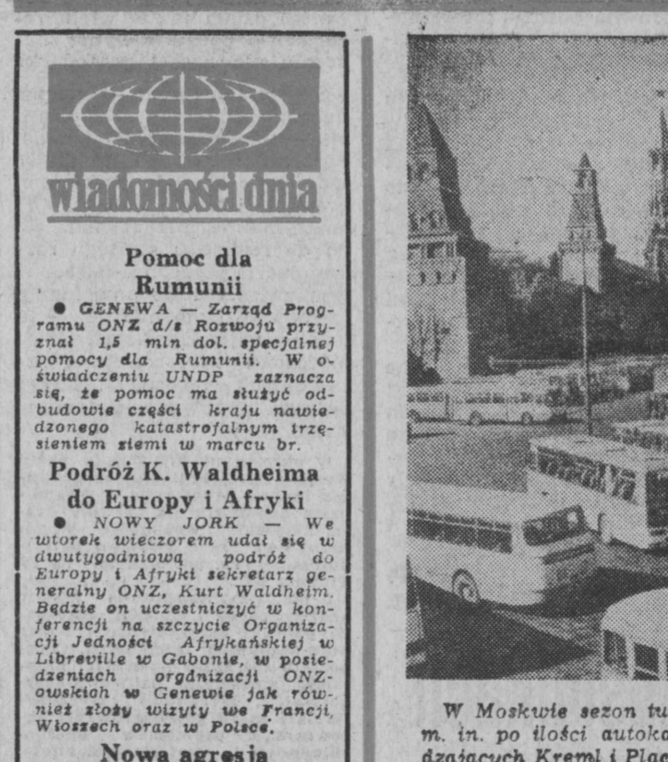 wiadomości dnia
Pomoc dla
Rumunii
● GENEWA — Zarząd Prog-
ramu ONZ d/s Rozwoju przy-
znał 1,5 mln dol. specjalnej
pomocy dla Rumunii. W o-
świadczeniu UNDP zaznacza
się, że pomoc ma służyć od-
budowie części kraju nawie-
dzonego katastrofalnym trzę-
sieniem ziemi w marcu br.
Podróż K. Waldheima
do Europy i Afryki
● NOWY JORK — We
wtorek wieczorem udał się w
dwutygodniową podróż do
Europy i Afryki sekretarz ge-
neralny ONZ, Kurt Waldheim.
Będzie on uczestniczyć w kon-
ferencji na szczycie Organiza-
cji Jedności Afrykańskiej w
Libreville w Gabonie, w posie-
dzeniach orgánizacji ONZ-
owskich w Genewie jak rów-
nież złoży wizyty we Francji,
Włoszech oraz w Polsce.
Nowa agresja
W Moskwie sezon tu
m. in. po ilości autoka
dzających Kreml i Plac